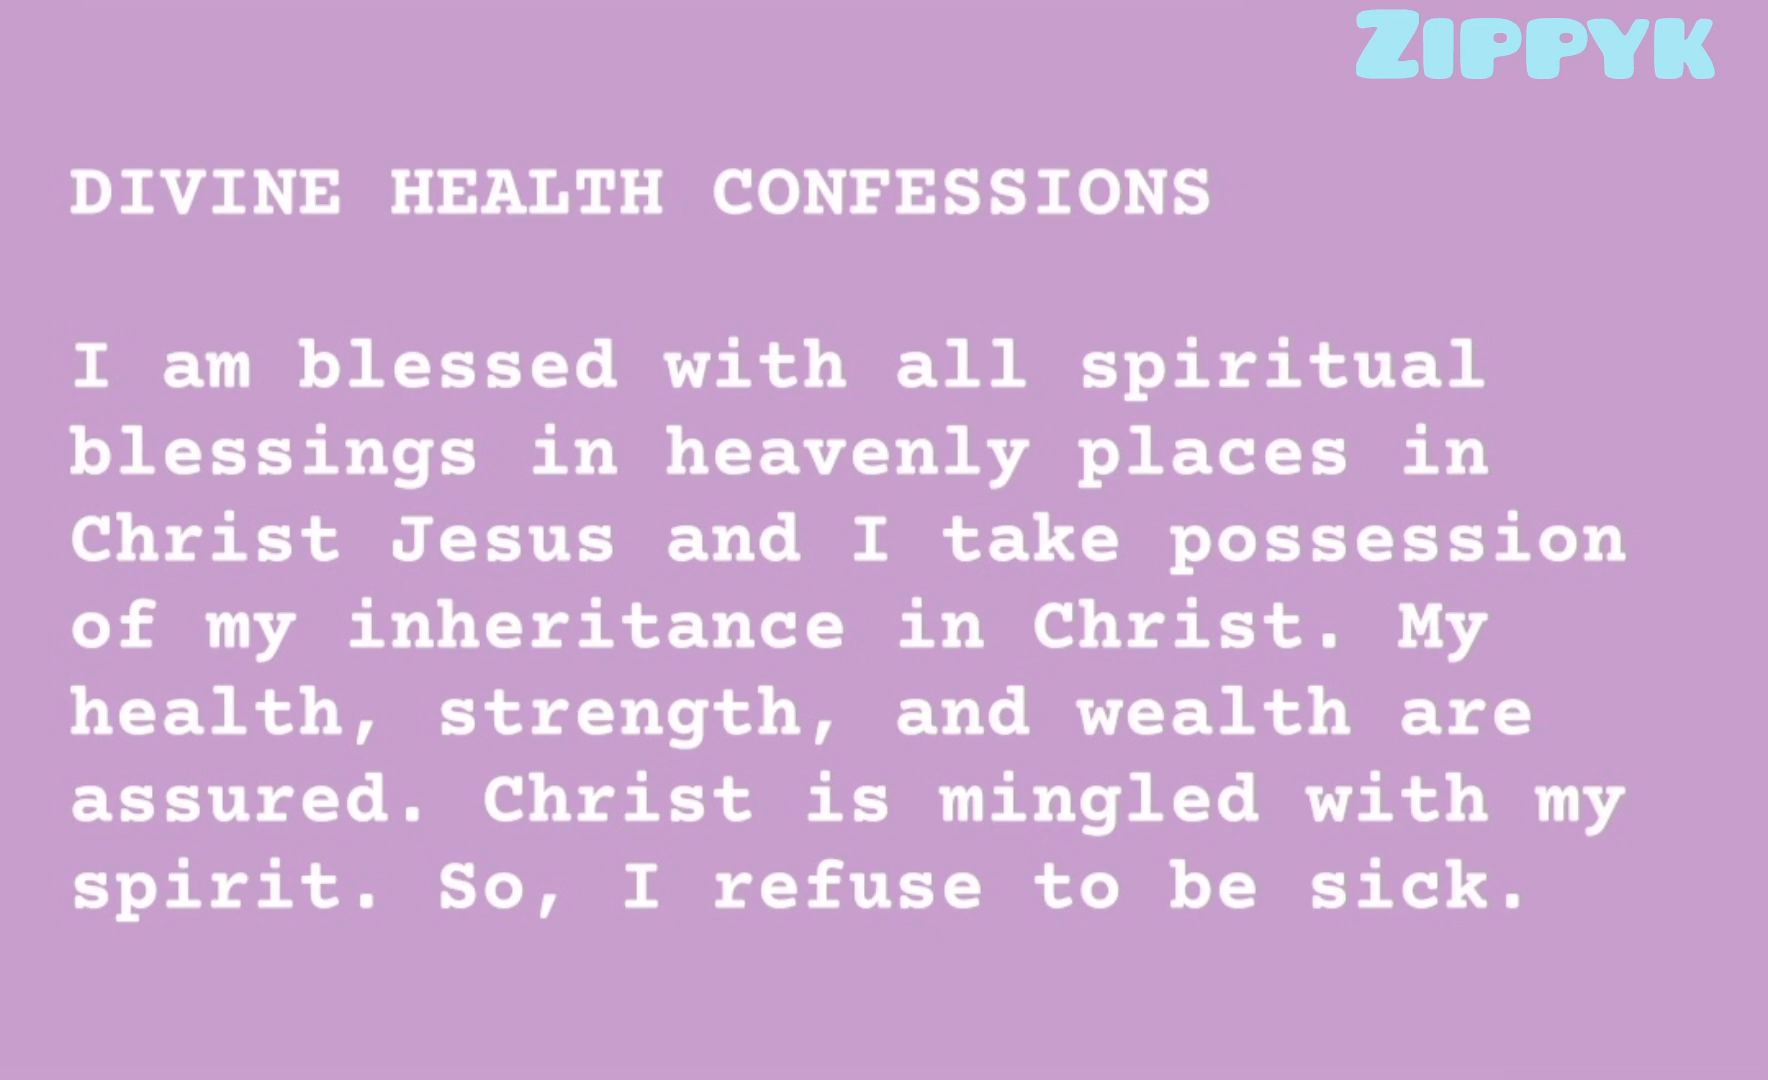 ZIPPYK
DIVINE HEALTH CONFESSIONS
I am blessed with all spiritual
blessings in heavenly places in
Christ Jesus and I take possession
of my inheritance in Christ. My
health, strength, and wealth are
assured. Christ is mingled with my
spirit. So, I refuse to be sick.